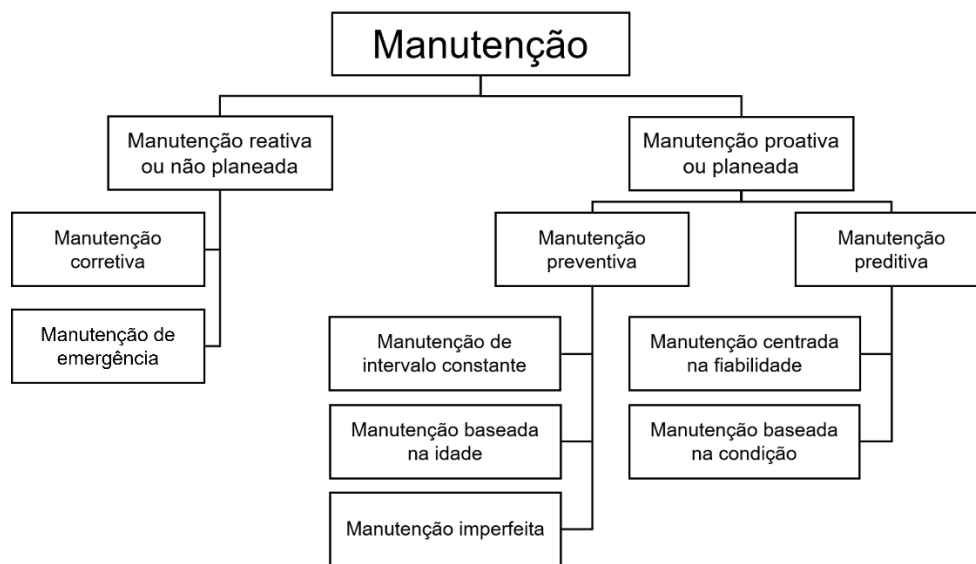 Manutenção
Manutenção reativa
ou não planeada
Manutenção proativa
ou planeada
Manutenção
corretiva
Manutenção de
emergência
Manutenção
preventiva
Manutenção
preditiva
Manutenção de
intervalo constante
Manutenção baseada
na idade
Manutenção imperfeita
Manutenção centrada
na fiabilidade
Manutenção baseada
na condição